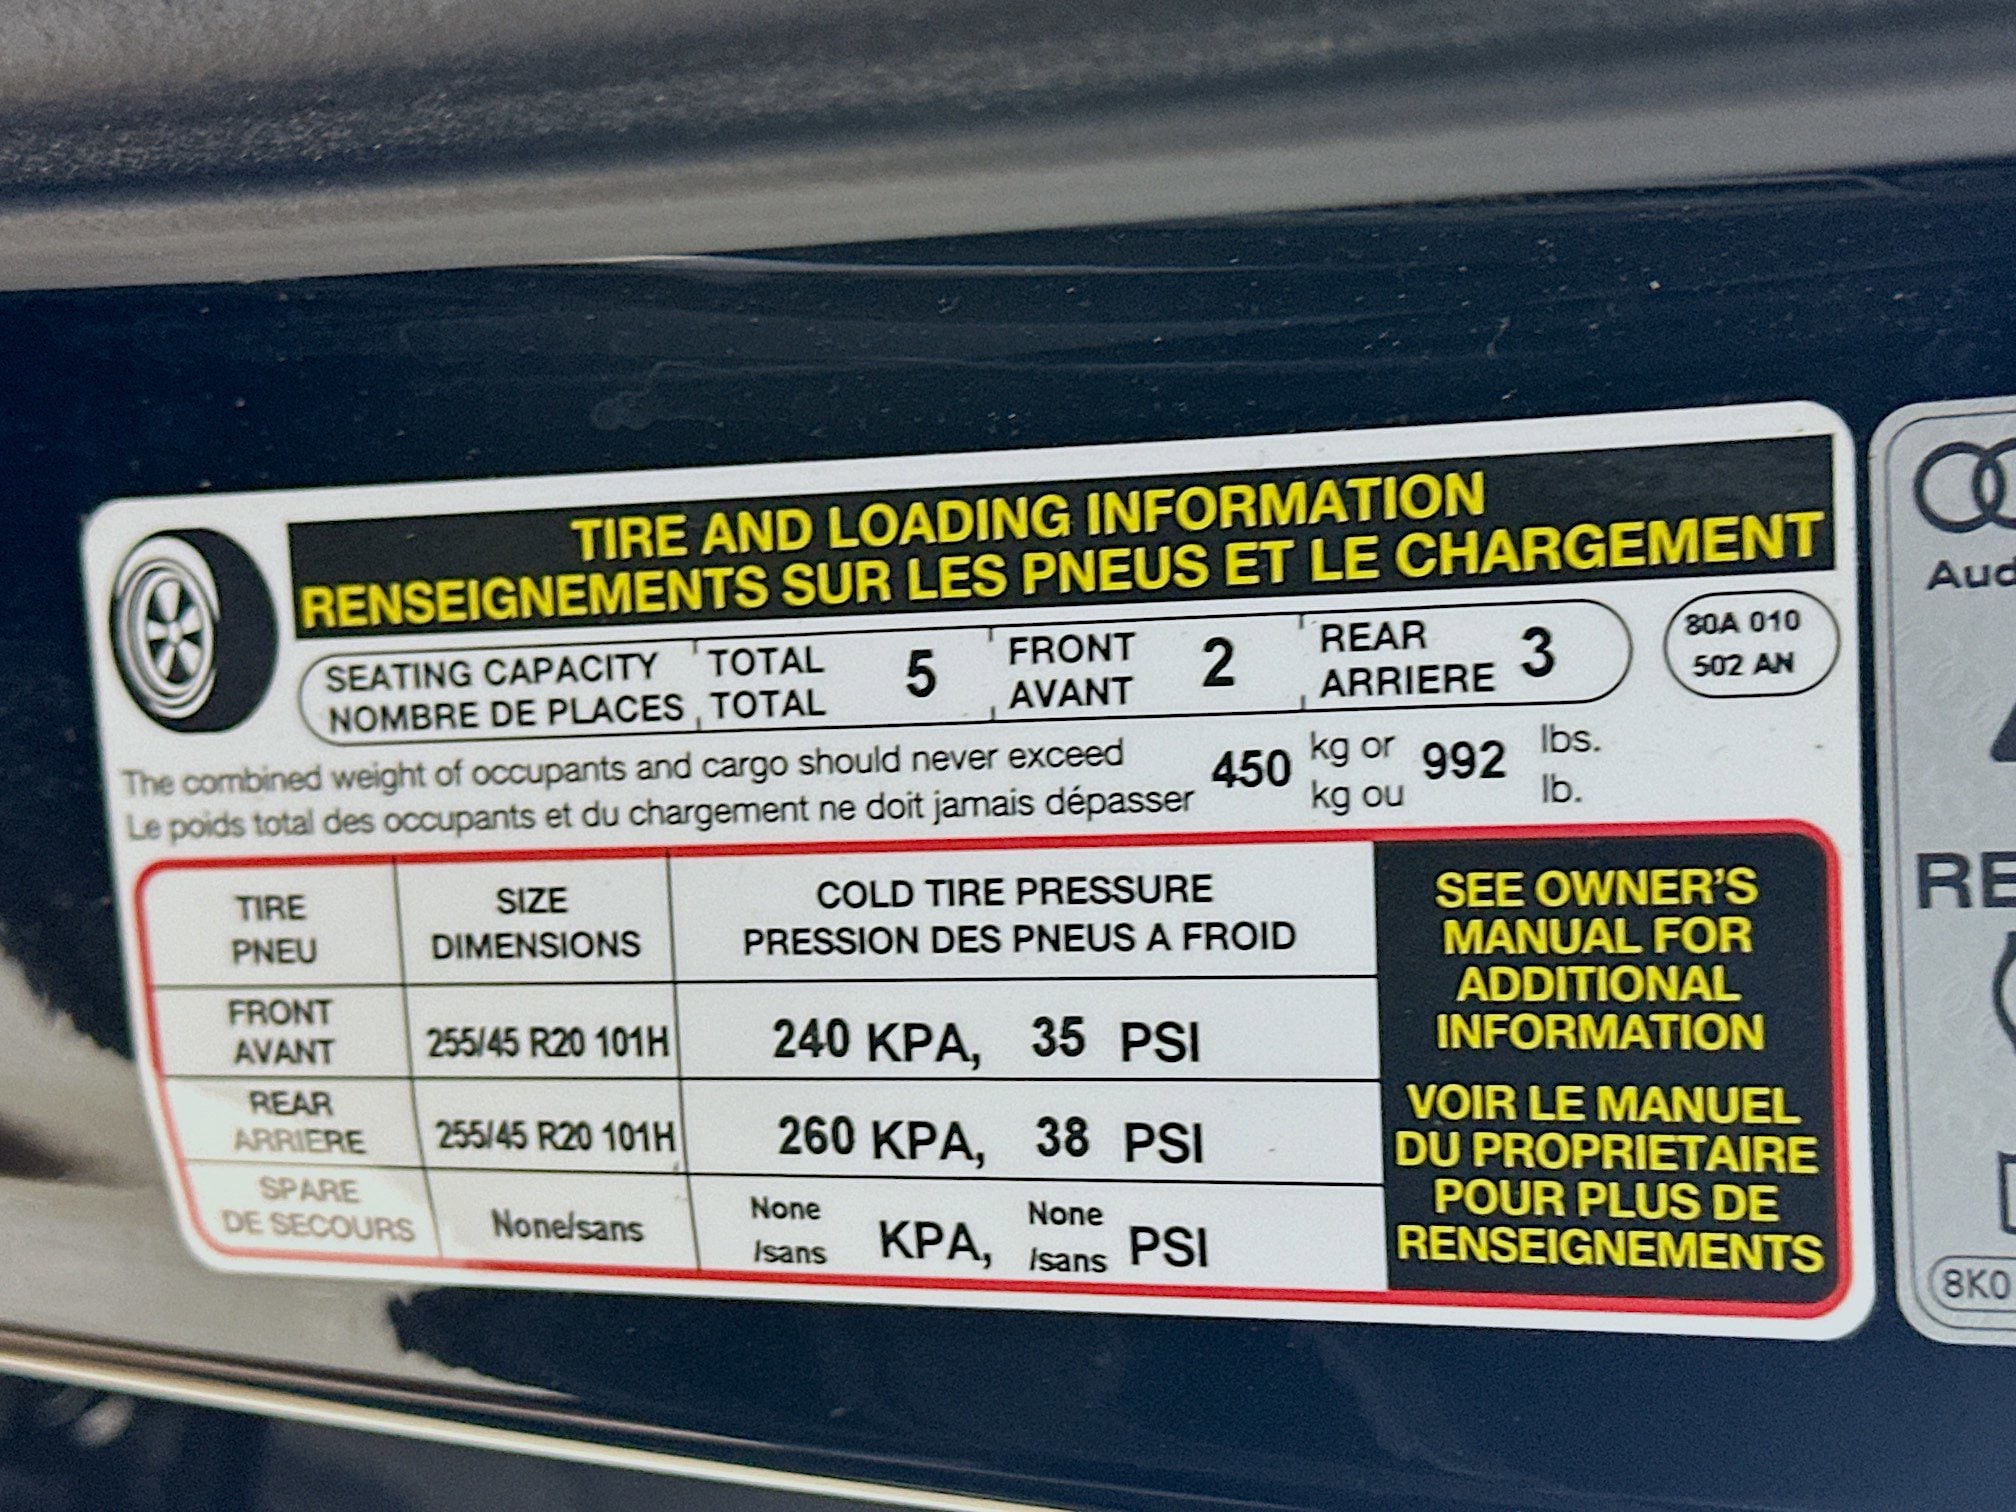 TIRE AND LOADING INFORMATION
RENSEIGNEMENTS SUR LES PNEUS ET LE CHARGEMENT
SEATING CAPACITY TOTAL 5 FRONT 2 REAR 3
NOMBRE DE PLACES TOTAL AVANT ARRIERE
80A 010
502 AN
The combined weight of occupants and cargo should never exceed 450 kg or 992 lbs.
Le poids total des occupants et du chargement ne doit jamais dépasser kg ou lb.
TIRE SIZE COLD TIRE PRESSURE
PNEU DIMENSIONS PRESSION DES PNEUS A FROID
FRONT
AVANT 255/45 R20 101H 240 KPA, 35 PSI
REAR
ARRIERE 255/45 R20 101H 260 KPA, 38 PSI
SPARE
DE SECOURS None/sans None /sans KPA, None /sans PSI
SEE OWNER'S
MANUAL FOR
ADDITIONAL
INFORMATION
VOIR LE MANUEL
DU PROPRIETAIRE
POUR PLUS DE
RENSEIGNEMENTS
Aud
RE
8K0